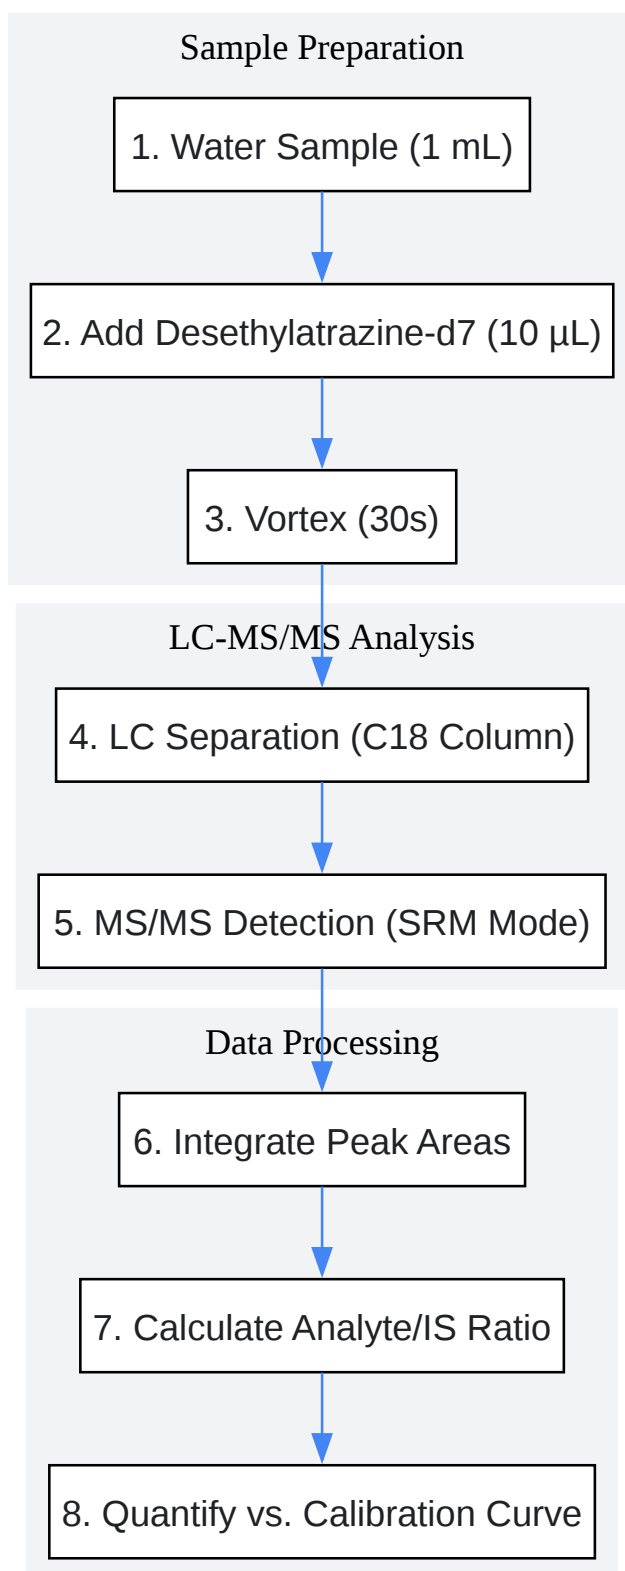 Sample Preparation
1. Water Sample (1 mL)
2. Add Desethylatrazine-d7 (10 µL)
3. Vortex (30s)
LC-MS/MS Analysis
4. LC Separation (C18 Column)
5. MS/MS Detection (SRM Mode)
Data Processing
6. Integrate Peak Areas
7. Calculate Analyte/IS Ratio
8. Quantify vs. Calibration Curve